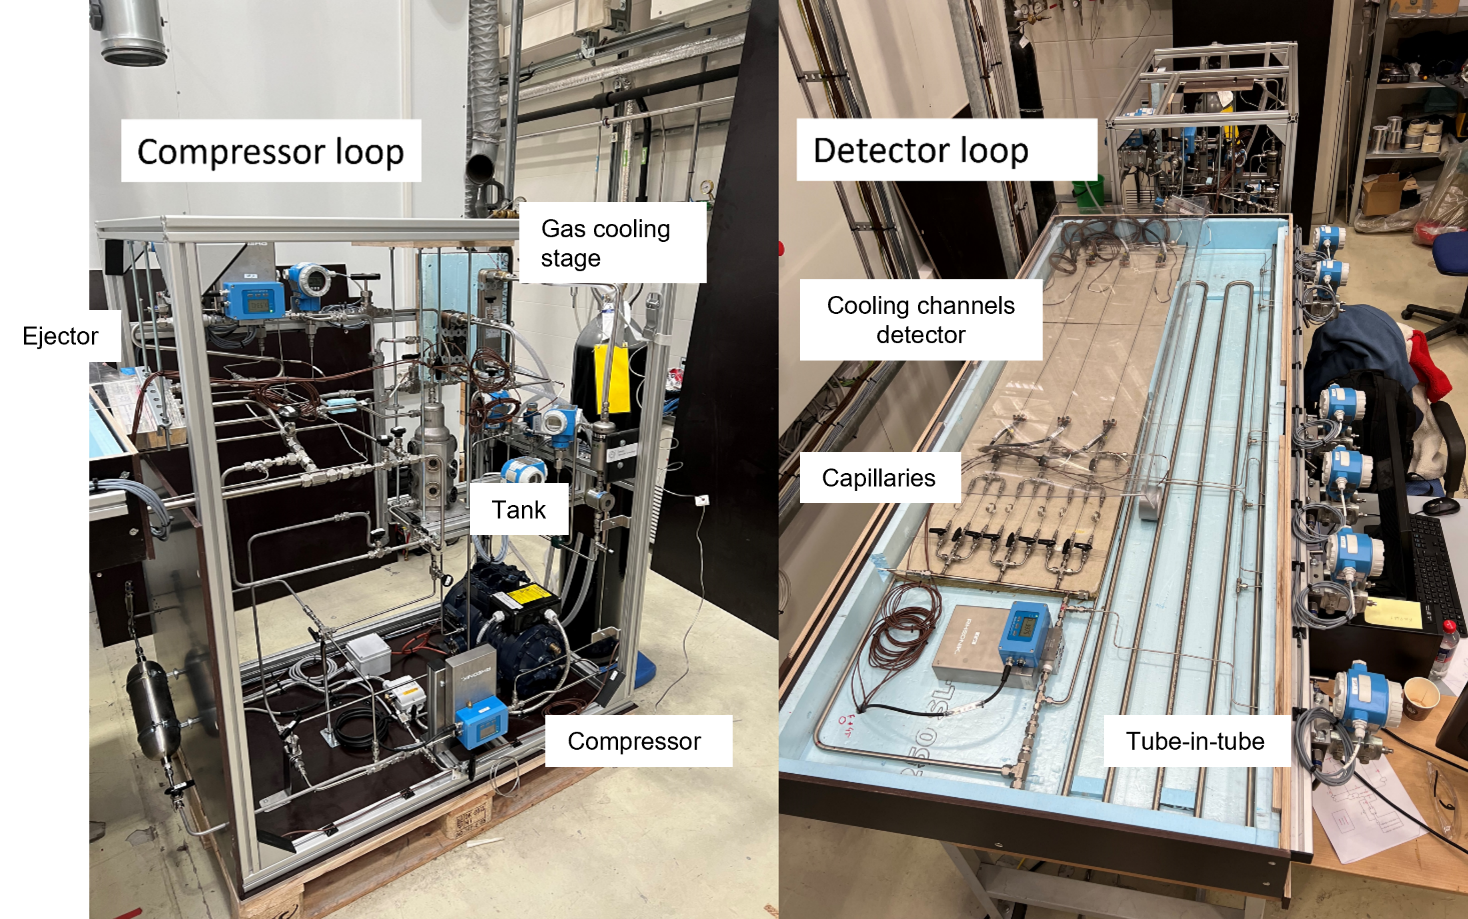 Compressor loop
Gas cooling
stage
Ejector
Tank
Compressor
Detector loop
Cooling channels
detector
Capillaries
Tube-in-tube